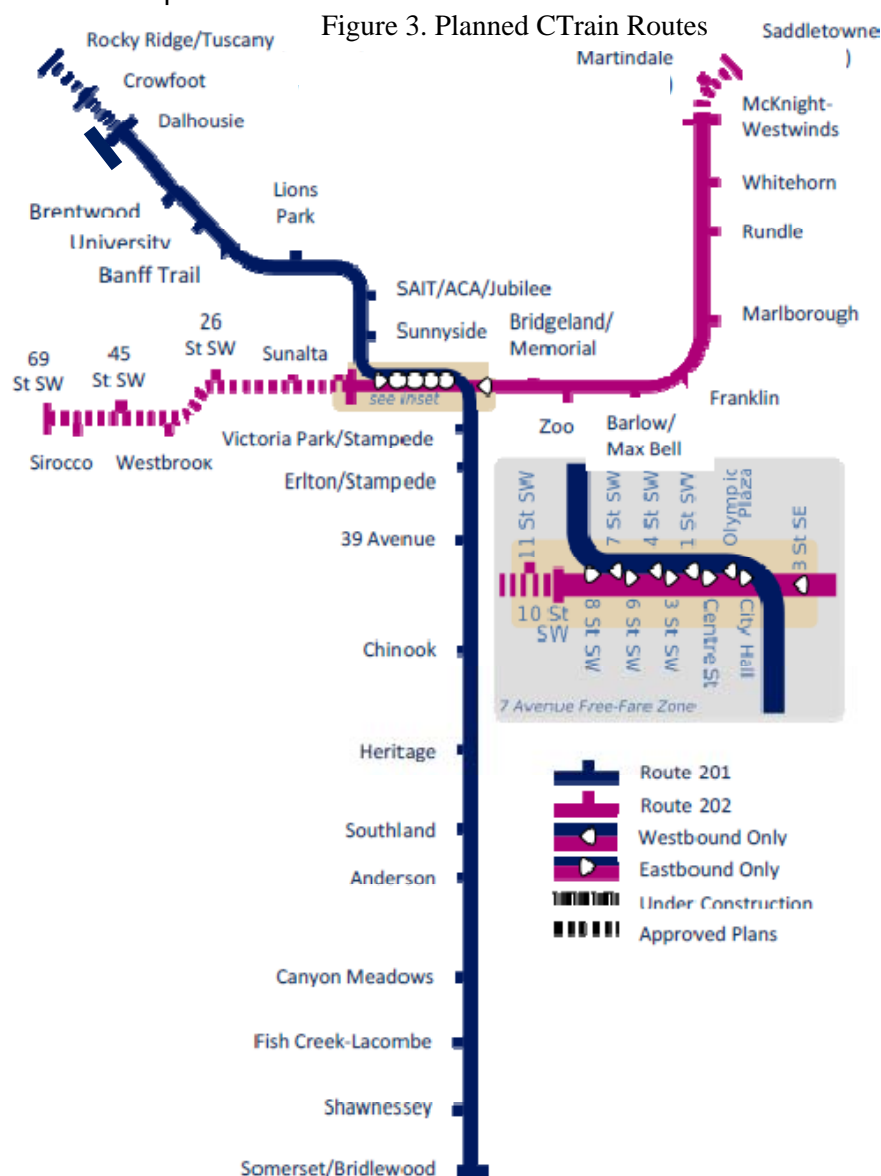 Figure 3. Planned CTrain Routes
Rocky Ridge/Tuscany
Crowfoot
Dalhousie
Brentwood
University
Banff Trail
Lions
Park
SAIT/ACA/Jubilee
Sunnyside
Bridgeland/
Memorial
Martindale
)
Saddletowne
)
McKnight-
Westwinds
Whitehorn
Rundle
Marlborough
Franklin
Zoo
Barlow/
Max Bell
69
St SW
45
St SW
26
St SW
Sunalta
Sirocco
Westbrook
see inset
Victoria Park/Stampede
Erlton/Stampede
39 Avenue
Chinook
Heritage
Southland
Anderson
Canyon Meadows
Fish Creek-Lacombe
Shawnessey
Somerset/Bridlewood
11 St SW
7 St SW
4 St SW
1 St SW
Olympic
Plaza
3 St SE
10 St
SW
8 St SW
6 St SW
3 St SW
Centre St
City Hall
7 Avenue Free-Fare Zone
Route 201
Route 202
Westbound Only
Eastbound Only
Under Construction
Approved Plans